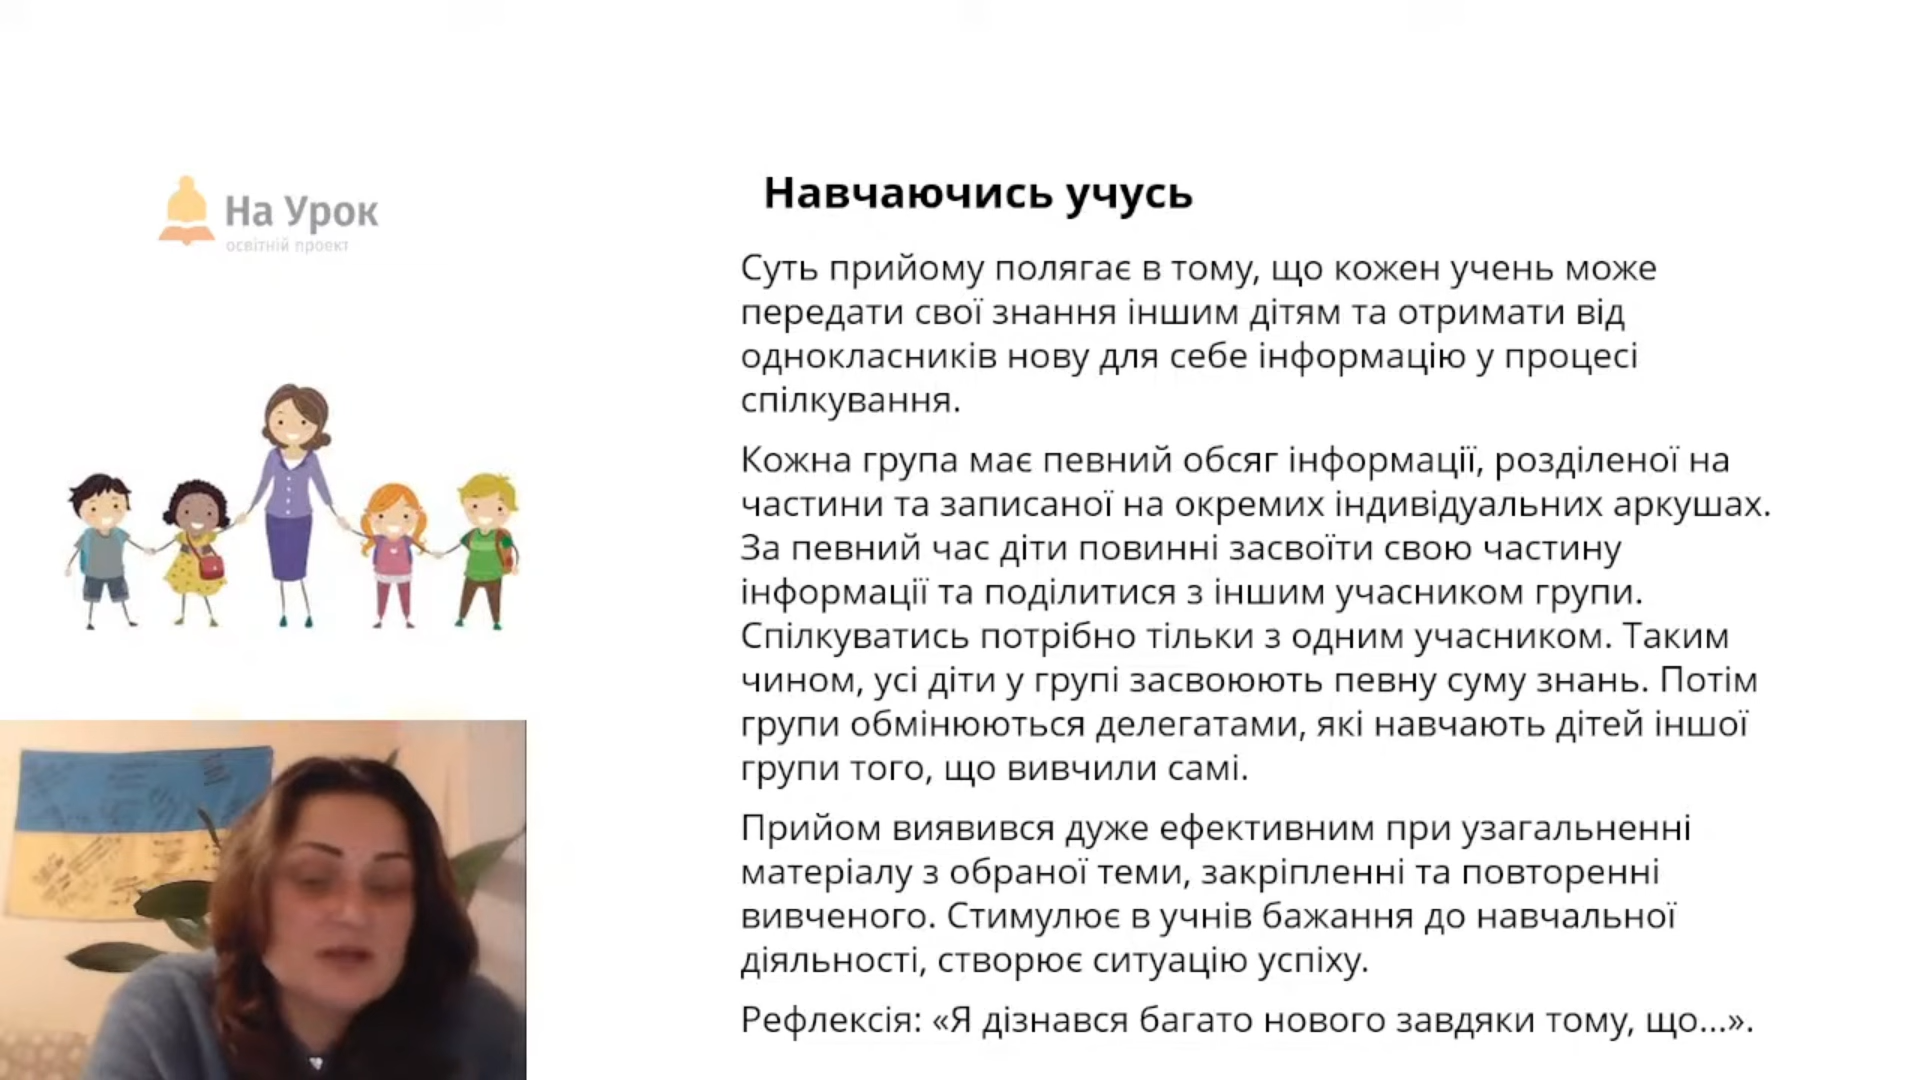 На Урок
освітній проект
Навчаючись учусь
Суть прийому полягає в тому, що кожен учень може
передати свої знання іншим дітям та отримати від
однокласників нову для себе інформацію у процесі
спілкування.
Кожна група має певний обсяг інформації, розділеної на
частини та записаної на окремих індивідуальних аркушах.
За певний час діти повинні засвоїти свою частину
інформації та поділитися з іншим учасником групи.
Спілкуватись потрібно тільки з одним учасником. Таким
чином, усі діти у групі засвоюють певну суму знань. Потім
групи обмінюються делегатами, які навчають дітей іншої
групи того, що вивчили самі.
Прийом виявився дуже ефективним при узагальненні
матеріалу з обраної теми, закріпленні та повторенні
вивченого. Стимулює в учнів бажання до навчальної
діяльності, створює ситуацію успіху.
Рефлексія: «Я дізнався багато нового завдяки тому, що...».